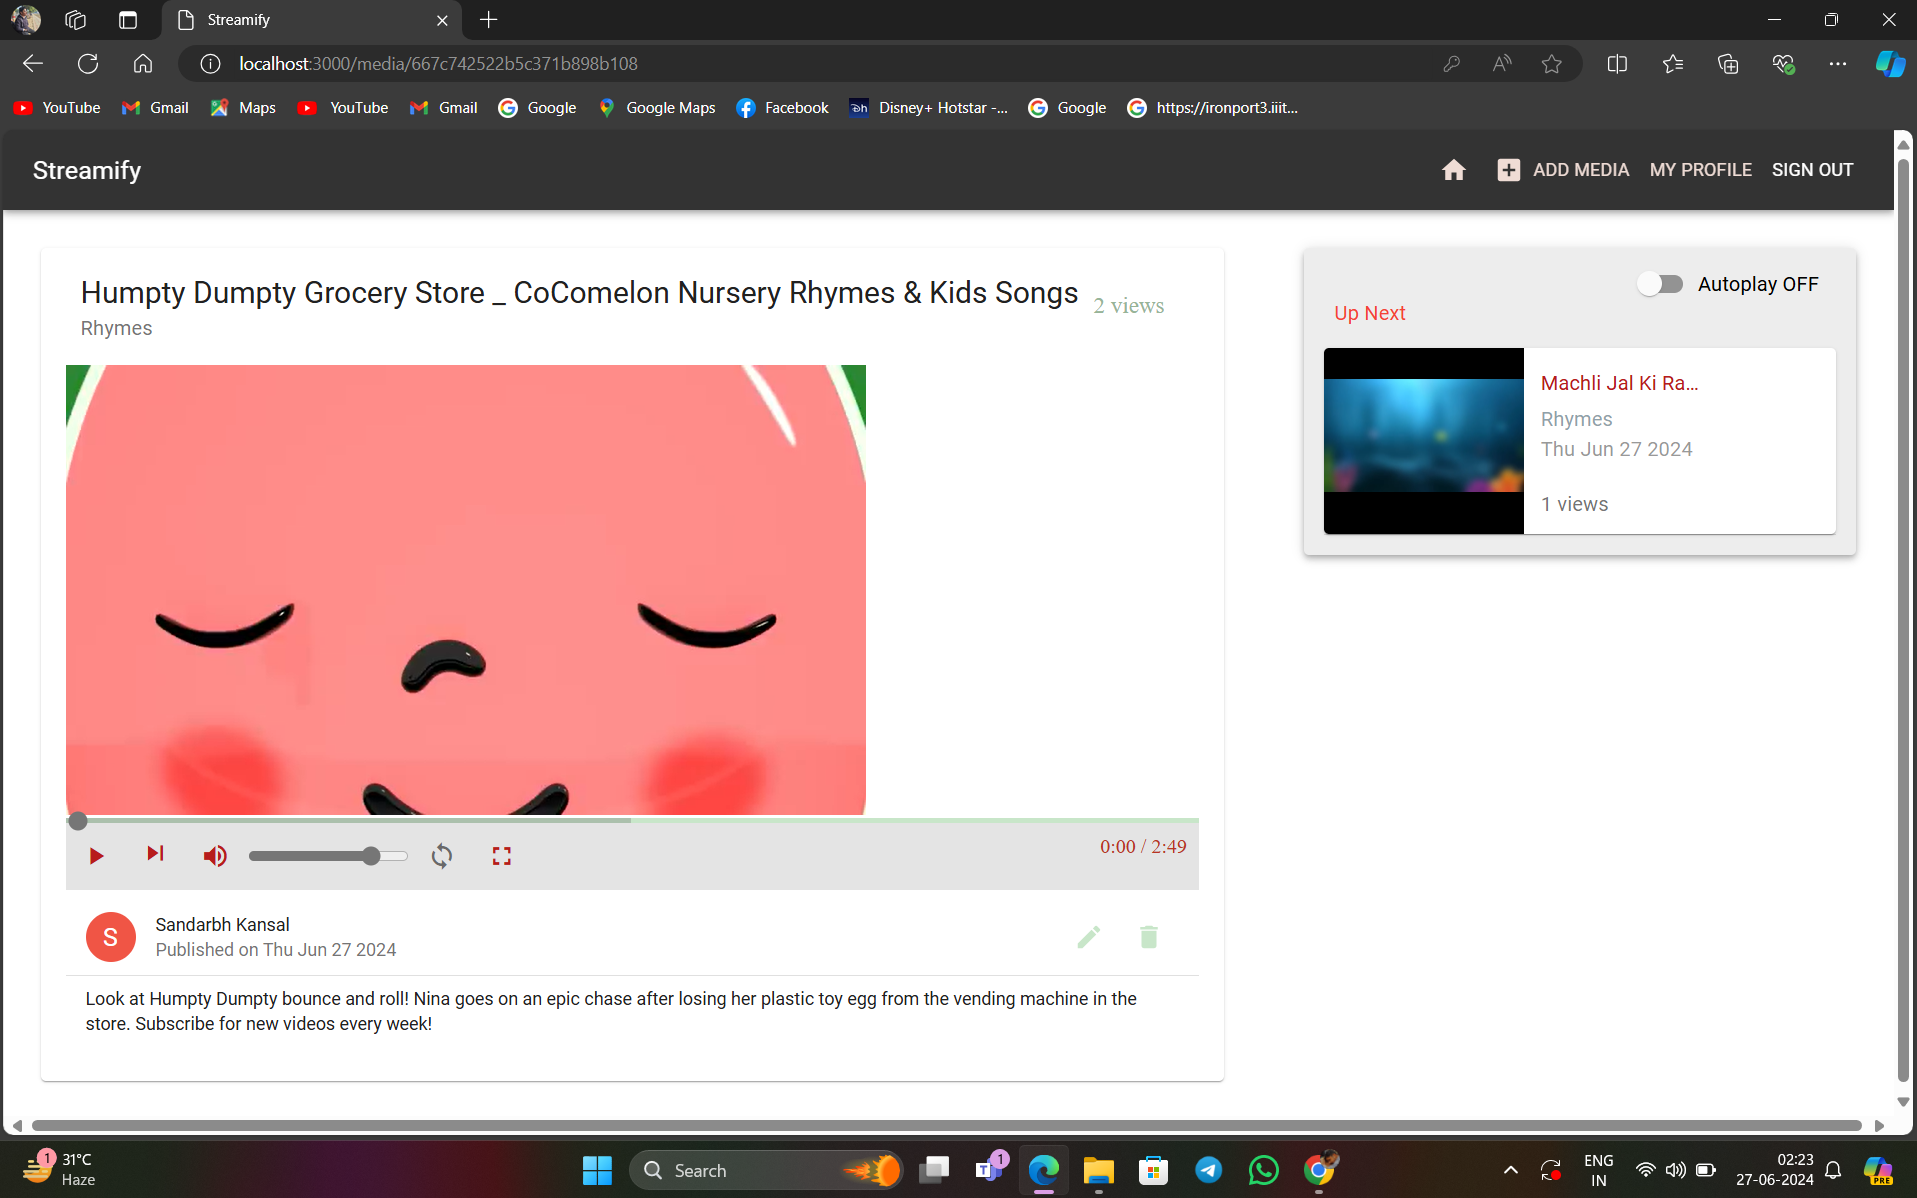 Streamify
localhost:3000/media/667c742522b5c371b898b108
YouTube Gmail Maps YouTube Gmail Google Google Maps Facebook Disney+ Hotstar -... Google https://ironport3.iiit...
Streamify
ADD MEDIA MY PROFILE SIGN OUT
Humpty Dumpty Grocery Store _ CoComelon Nursery Rhymes & Kids Songs
2 views
Rhymes
Autoplay OFF
Up Next
Machli Jal Ki Ra...
Rhymes
Thu Jun 27 2024
1 views
0:00 / 2:49
S
Sandarbh Kansal
Published on Thu Jun 27 2024
Look at Humpty Dumpty bounce and roll! Nina goes on an epic chase after losing her plastic toy egg from the vending machine in the
store. Subscribe for new videos every week!
1
31°C
Haze
Search
1
ENG
IN
02:23
27-06-2024
PRE